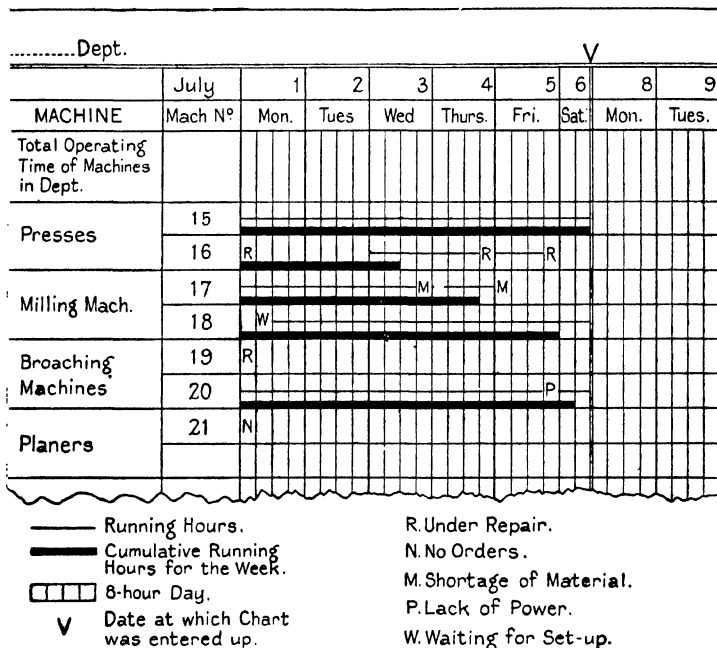 ...........Dept. V
July 1 2 3 4 5 6 8 9
MACHINE Mach Nº Mon. Tues Wed Thurs. Fri. Sat. Mon. Tues.
Total Operating
Time of Machines
in Dept.
Presses
15
16 R R R
Milling Mach.
17 M M
18 W
Broaching
Machines
19 R
20 P
Planers
21 N
Running Hours.
Cumulative Running
Hours for the Week.
8-hour Day.
V Date at which Chart
was entered up.
R. Under Repair.
N. No Orders.
M. Shortage of Material.
P. Lack of Power.
W. Waiting for Set-up.